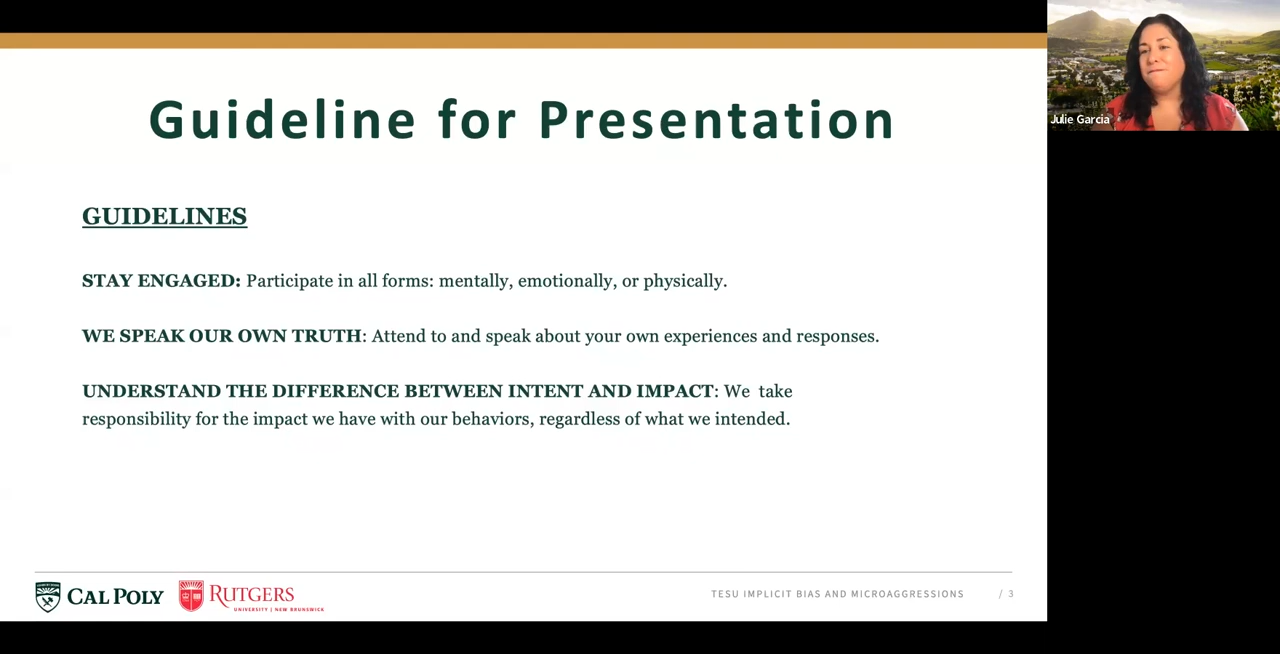 Guideline for Presentation
Julie Garcia
GUIDELINES
STAY ENGAGED: Participate in all forms: mentally, emotionally, or physically.
WE SPEAK OUR OWN TRUTH: Attend to and speak about your own experiences and responses.
UNDERSTAND THE DIFFERENCE BETWEEN INTENT AND IMPACT: We take
responsibility for the impact we have with our behaviors, regardless of what we intended.
CAL POLY
RUTGERS
UNIVERSITY | NEW BRUNSWICK
TESU IMPLICIT BIAS AND MICROAGGRESSIONS / 3